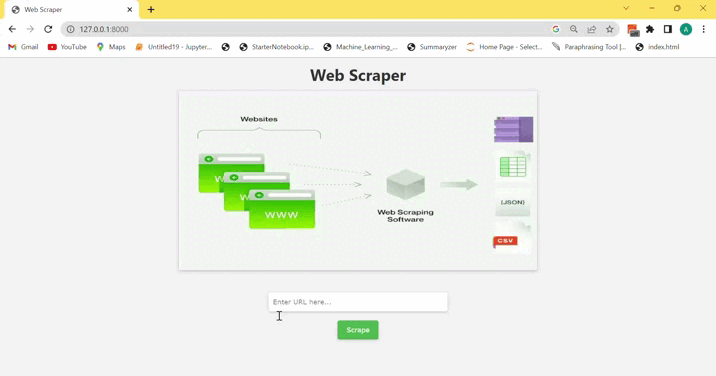 Web Scraper
127.0.0.1:8000
Gmail
YouTube
Maps
Untitled19 - Jupyter...
StarterNotebook.ip...
Machine_Learning_...
Summaryzer
Home Page - Select...
Paraphrasing Tool |...
index.html
Web Scraper
Websites
WWW
Web Scraping
Software
{JSON}
CSV
Enter URL here...
Scrape